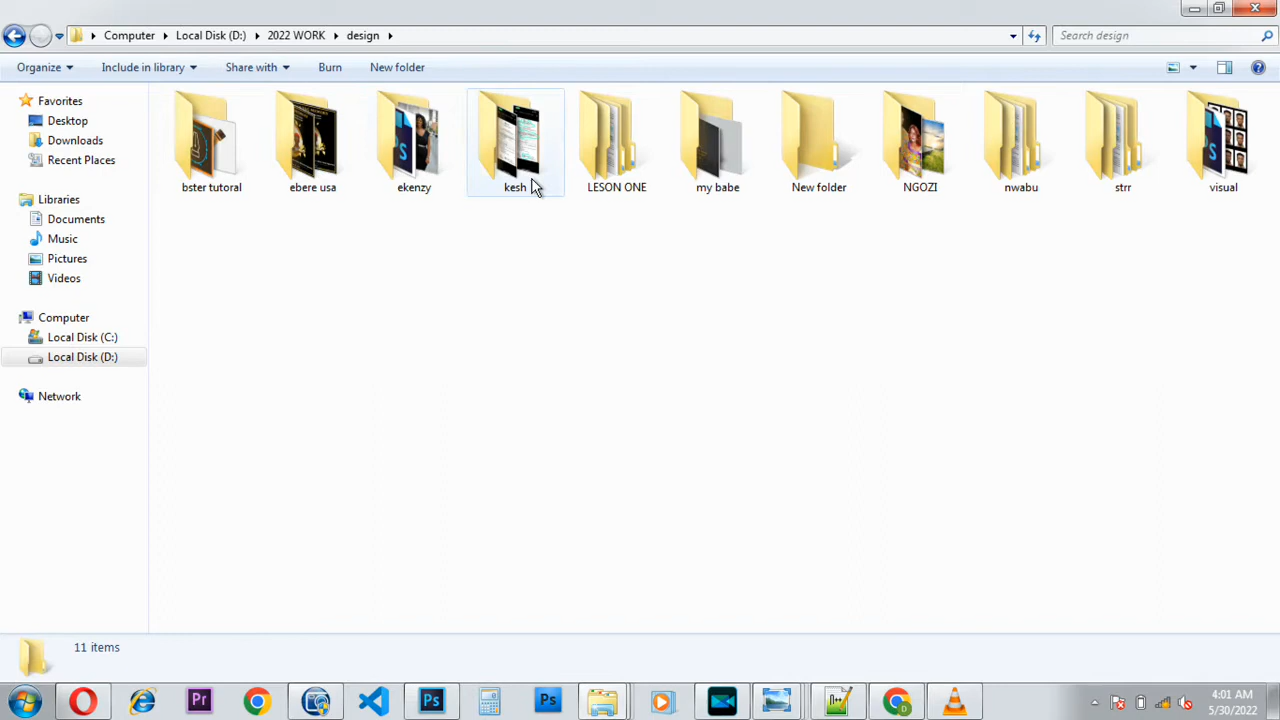 Computer Local Disk (D:) 2022 WORK design
Search design
Organize Include in library Share with Burn New folder
Favorites
Desktop
Downloads
Recent Places
Libraries
Documents
Music
Pictures
Videos
Computer
Local Disk (C:)
Local Disk (D:)
Network
bster tutoral ebere usa ekenzy kesh LESON ONE my babe New folder NGOZI nwabu strr visual
11 items
Pr Ps Ps
4:01 AM
5/30/2022